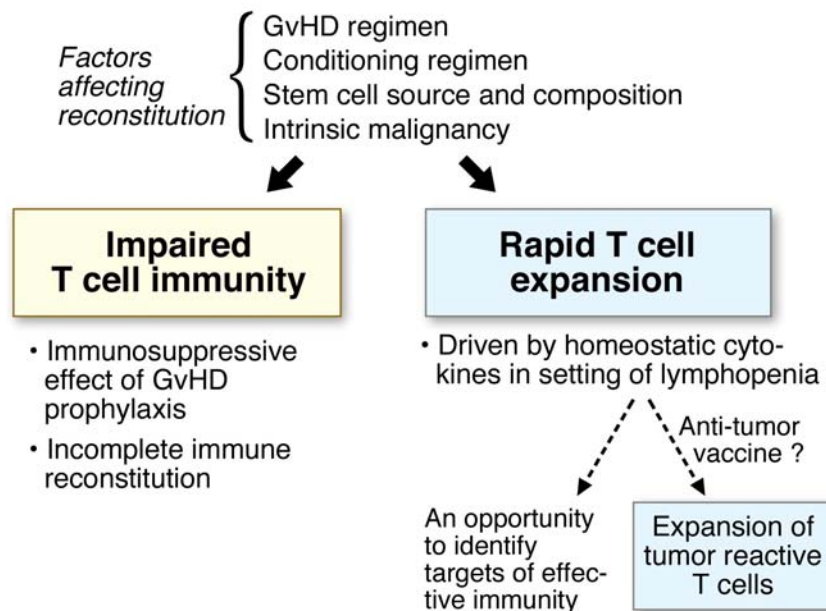 Factors
affecting
reconstitution
GvHD regimen
Conditioning regimen
Stem cell source and composition
Intrinsic malignancy
Impaired
T cell immunity
• Immunosuppressive
effect of GvHD
prophylaxis
• Incomplete immune
reconstitution
Rapid T cell
expansion
• Driven by homeostatic cyto-
kines in setting of lymphopenia
Anti-tumor
vaccine ?
An opportunity
to identify
targets of effec-
tive immunity
Expansion of
tumor reactive
T cells